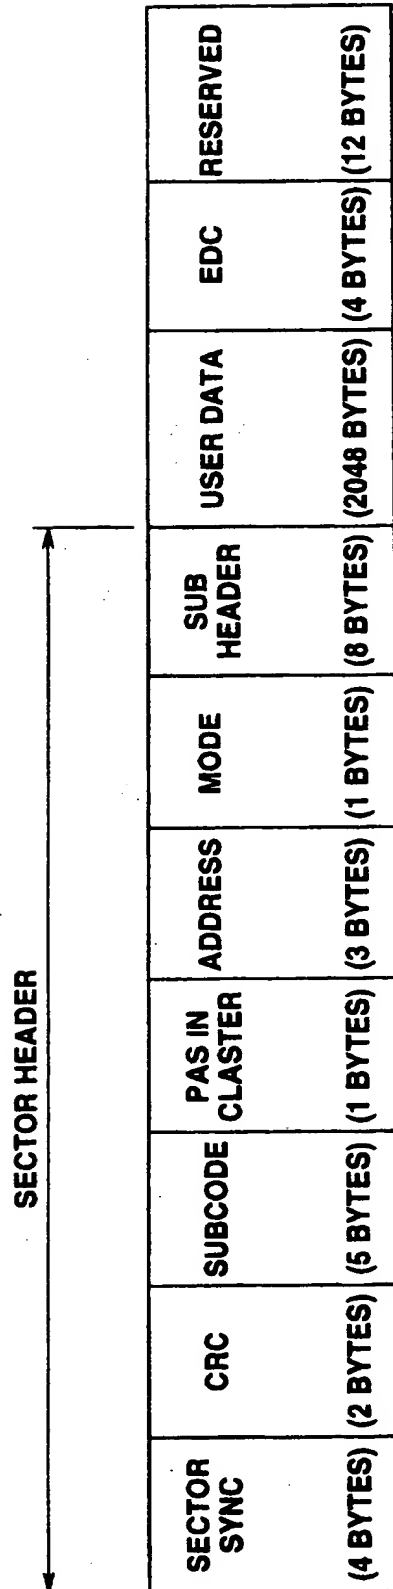 SECTOR HEADER
SECTOR
SYNC
(4 BYTES)
CRC
(2 BYTES)
SUBCODE
(5 BYTES)
PAS IN
CLASTER
(1 BYTES)
ADDRESS
(3 BYTES)
MODE
(1 BYTES)
SUB
HEADER
(8 BYTES)
USER DATA
(2048 BYTES)
EDC
(4 BYTES)
RESERVED
(12 BYTES)